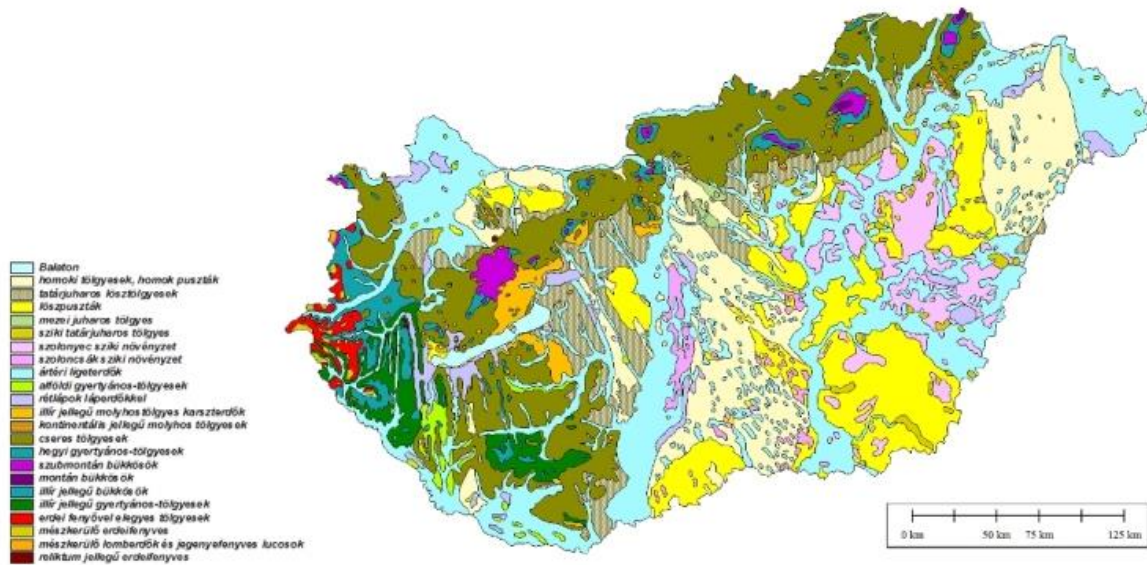 Balaton
homoki tölgyesek, homok puszták
tatárjuharos lösztölgyesek
löszpuszták
mezei juharos tölgyes
sziki tatárjuharos tölgyes
szolonyec sziki növényzet
szoloncsák sziki növényzet
ártéri ligeterdők
alföldi gyertyános-tölgyesek
rétlápok láperdőkkel
illír jellegű molyhos tölgyes karszterdők
kontinentális jellegű molyhos tölgyesek
cseres tölgyesek
hegyi gyertyános-tölgyesek
szubmontán bükkösök
montán bükkösök
illír jellegű bükkösök
illír jellegű gyertyános-tölgyesek
erdei fenyővel elegyes tölgyesek
mészkerülő erdeifenyves
mészkerülő lomberdők és jegenyefenyves lucosok
reliktum jellegű erdeifenyves
0 km 50 km 75 km 125 km